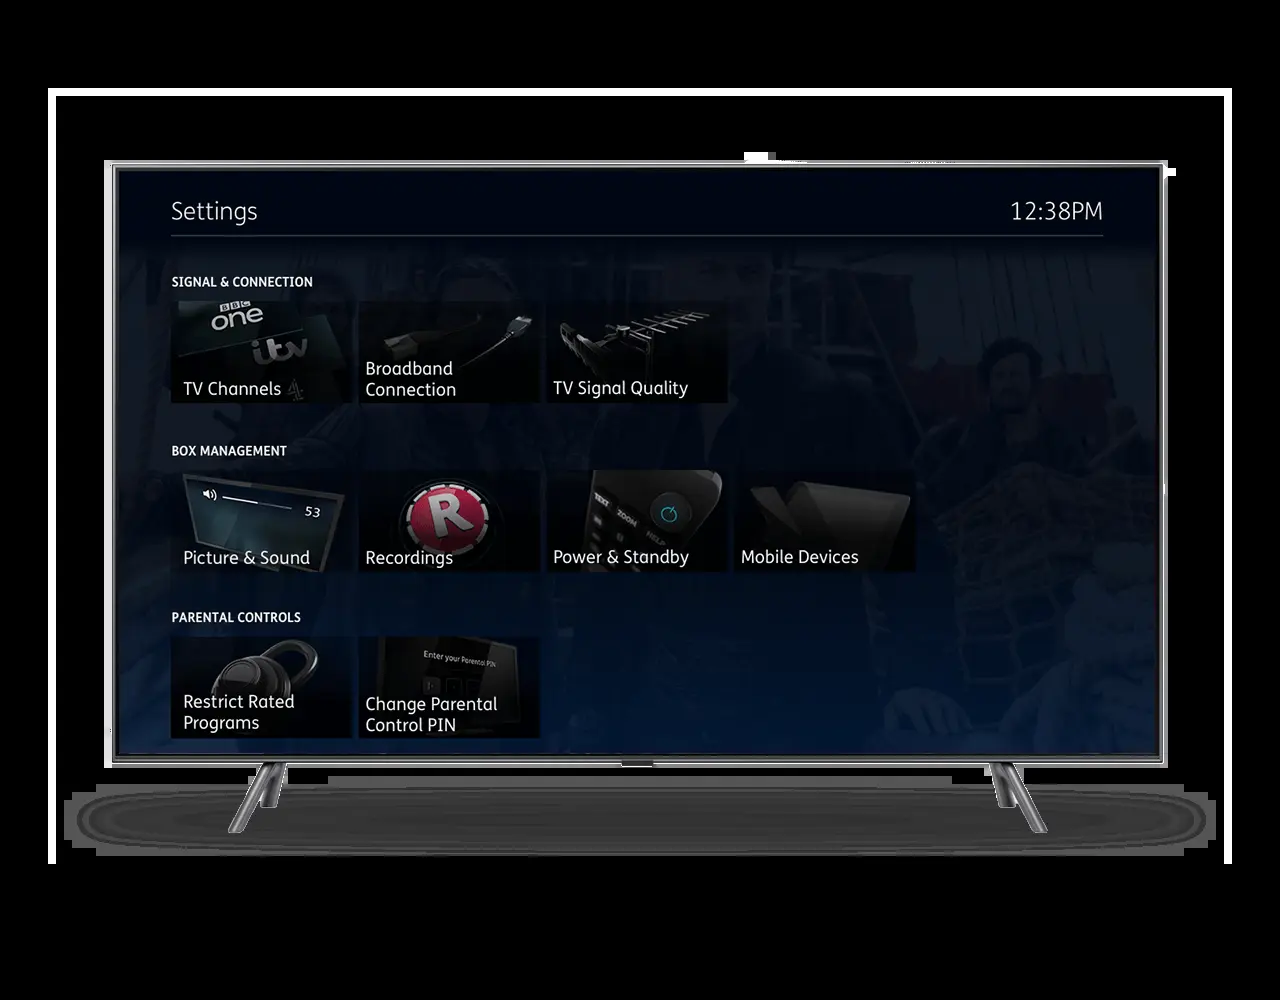 Settings
12:38PM
SIGNAL & CONNECTION
BBC
one
itv
4
TV Channels
Broadband
Connection
TV Signal Quality
BOX MANAGEMENT
53
Picture & Sound
R
Recordings
TEXT
ZOOM
HELP
Power & Standby
Mobile Devices
PARENTAL CONTROLS
Restrict Rated
Programs
Enter your Parental PIN
Change Parental
Control PIN